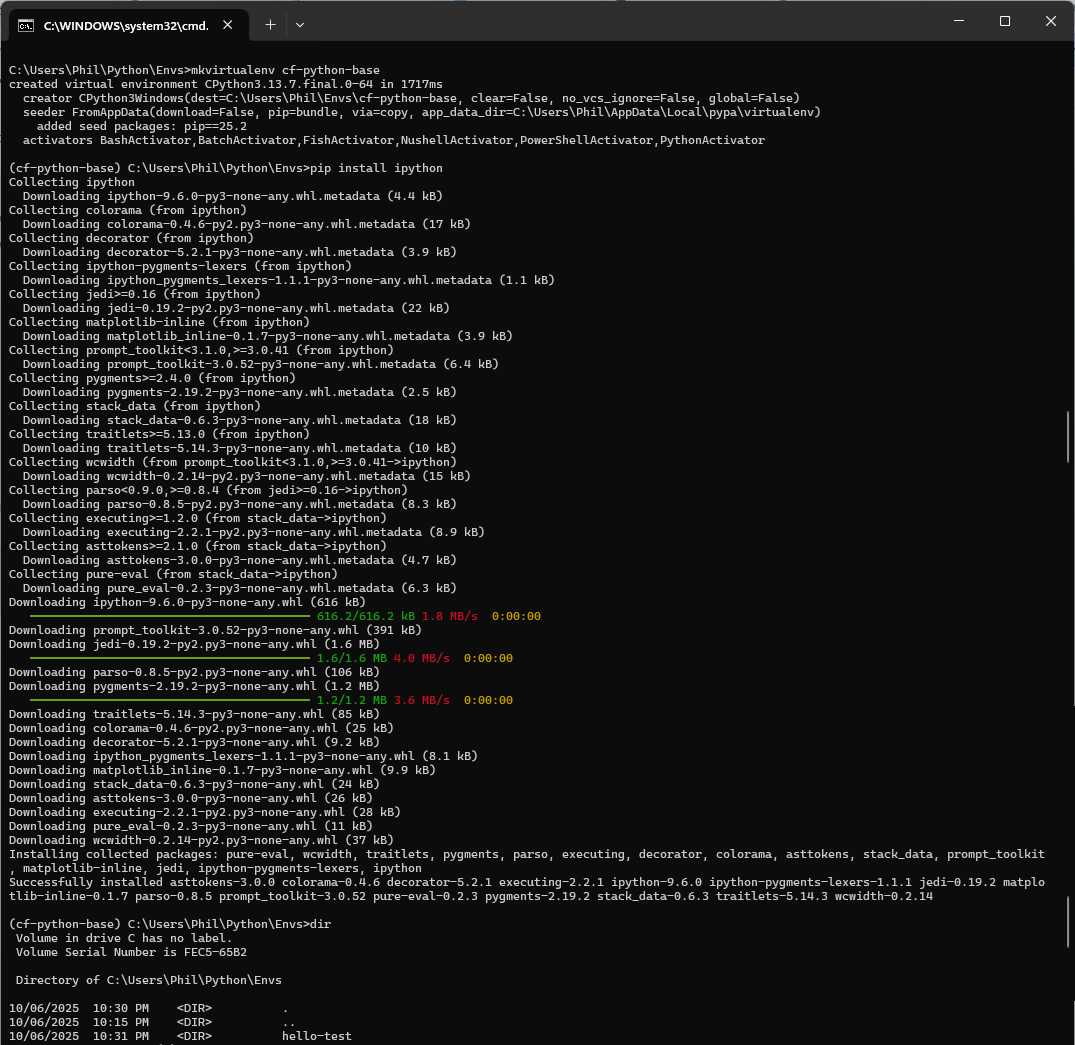 C:\WINDOWS\system32\cmd.
C:\Users\Phil\Python\Envs>mkvirtualenv cf-python-base
created virtual environment CPython3.13.7.final.0-64 in 1717ms
  creator CPython3Windows(dest=C:\Users\Phil\Envs\cf-python-base, clear=False, no_vcs_ignore=False, global=False)
  seeder FromAppData(download=False, pip=bundle, via=copy, app_data_dir=C:\Users\Phil\AppData\Local\pypa\virtualenv)
    added seed packages: pip==25.2
  activators BashActivator,BatchActivator,FishActivator,NushellActivator,PowerShellActivator,PythonActivator
(cf-python-base) C:\Users\Phil\Python\Envs>pip install ipython
Collecting ipython
  Downloading ipython-9.6.0-py3-none-any.whl.metadata (4.4 kB)
Collecting colorama (from ipython)
  Downloading colorama-0.4.6-py2.py3-none-any.whl.metadata (17 kB)
Collecting decorator (from ipython)
  Downloading decorator-5.2.1-py3-none-any.whl.metadata (3.9 kB)
Collecting ipython-pygments-lexers (from ipython)
  Downloading ipython_pygments_lexers-1.1.1-py3-none-any.whl.metadata (1.1 kB)
Collecting jedi>=0.16 (from ipython)
  Downloading jedi-0.19.2-py2.py3-none-any.whl.metadata (22 kB)
Collecting matplotlib-inline (from ipython)
  Downloading matplotlib_inline-0.1.7-py3-none-any.whl.metadata (3.9 kB)
Collecting prompt_toolkit<3.1.0,>=3.0.41 (from ipython)
  Downloading prompt_toolkit-3.0.52-py3-none-any.whl.metadata (6.4 kB)
Collecting pygments>=2.4.0 (from ipython)
  Downloading pygments-2.19.2-py3-none-any.whl.metadata (2.5 kB)
Collecting stack_data (from ipython)
  Downloading stack_data-0.6.3-py3-none-any.whl.metadata (18 kB)
Collecting traitlets>=5.13.0 (from ipython)
  Downloading traitlets-5.14.3-py3-none-any.whl.metadata (10 kB)
Collecting wcwidth (from prompt_toolkit<3.1.0,>=3.0.41->ipython)
  Downloading wcwidth-0.2.14-py2.py3-none-any.whl.metadata (15 kB)
Collecting parso<0.9.0,>=0.8.4 (from jedi>=0.16->ipython)
  Downloading parso-0.8.5-py2.py3-none-any.whl.metadata (8.3 kB)
Collecting executing>=1.2.0 (from stack_data->ipython)
  Downloading executing-2.2.1-py2.py3-none-any.whl.metadata (8.9 kB)
Collecting asttokens>=2.1.0 (from stack_data->ipython)
  Downloading asttokens-3.0.0-py3-none-any.whl.metadata (4.7 kB)
Collecting pure-eval (from stack_data->ipython)
  Downloading pure_eval-0.2.3-py3-none-any.whl.metadata (6.3 kB)
Downloading ipython-9.6.0-py3-none-any.whl (616 kB)
616.2/616.2 kB 1.8 MB/s  0:00:00
Downloading prompt_toolkit-3.0.52-py3-none-any.whl (391 kB)
Downloading jedi-0.19.2-py2.py3-none-any.whl (1.6 MB)
1.6/1.6 MB 4.0 MB/s  0:00:00
Downloading parso-0.8.5-py2.py3-none-any.whl (106 kB)
Downloading pygments-2.19.2-py3-none-any.whl (1.2 MB)
1.2/1.2 MB 3.6 MB/s  0:00:00
Downloading traitlets-5.14.3-py3-none-any.whl (85 kB)
Downloading colorama-0.4.6-py2.py3-none-any.whl (25 kB)
Downloading decorator-5.2.1-py3-none-any.whl (9.2 kB)
Downloading ipython_pygments_lexers-1.1.1-py3-none-any.whl (8.1 kB)
Downloading matplotlib_inline-0.1.7-py3-none-any.whl (9.9 kB)
Downloading stack_data-0.6.3-py3-none-any.whl (24 kB)
Downloading asttokens-3.0.0-py3-none-any.whl (26 kB)
Downloading executing-2.2.1-py2.py3-none-any.whl (28 kB)
Downloading pure_eval-0.2.3-py3-none-any.whl (11 kB)
Downloading wcwidth-0.2.14-py2.py3-none-any.whl (37 kB)
Installing collected packages: pure-eval, wcwidth, traitlets, pygments, parso, executing, decorator, colorama, asttokens, stack_data, prompt_toolkit
, matplotlib-inline, jedi, ipython-pygments-lexers, ipython
Successfully installed asttokens-3.0.0 colorama-0.4.6 decorator-5.2.1 executing-2.2.1 ipython-9.6.0 ipython-pygments-lexers-1.1.1 jedi-0.19.2 matplo
tlib-inline-0.1.7 parso-0.8.5 prompt_toolkit-3.0.52 pure-eval-0.2.3 pygments-2.19.2 stack_data-0.6.3 traitlets-5.14.3 wcwidth-0.2.14
(cf-python-base) C:\Users\Phil\Python\Envs>dir
 Volume in drive C has no label.
 Volume Serial Number is FEC5-65B2
 Directory of C:\Users\Phil\Python\Envs
10/06/2025  10:30 PM    <DIR>          .
10/06/2025  10:15 PM    <DIR>          ..
10/06/2025  10:31 PM    <DIR>          hello-test